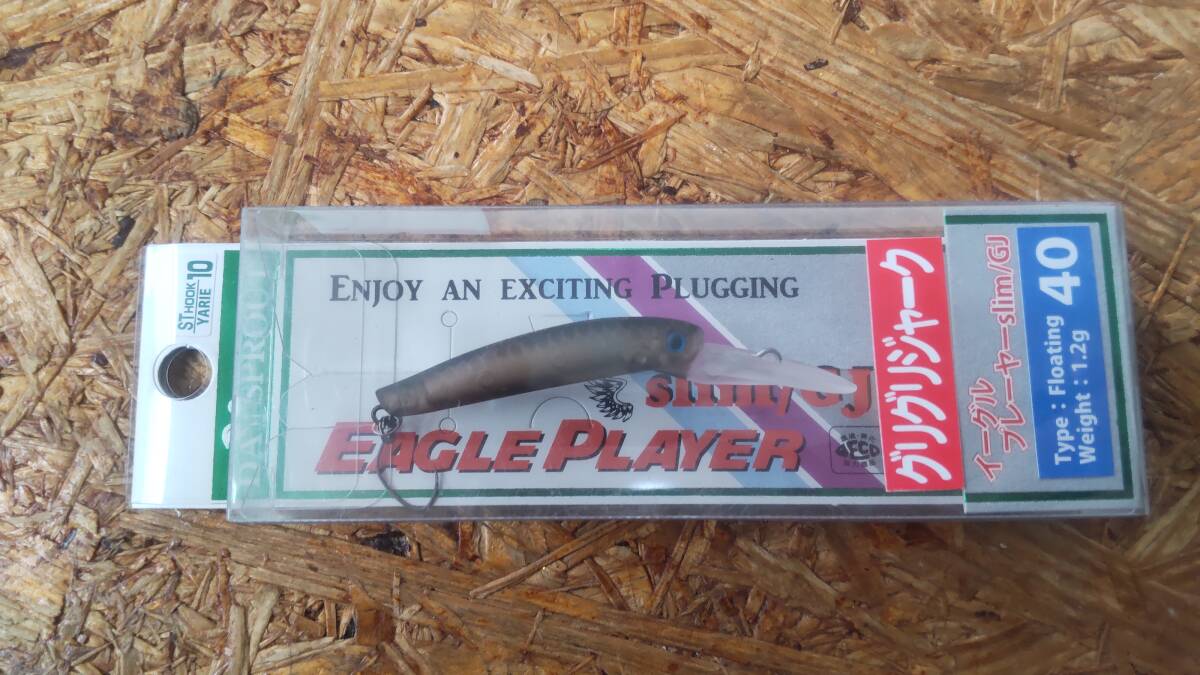 ENJOY AN EXCITING PLUGGING
slim/GJ
EAGLE PLAYER
グリグリジャーク
イーグル
プレーヤーslim/GJ
Type : Floating
Weight : 1.2g
40
ST HOOK
YARIE
10
DAYSPROUT